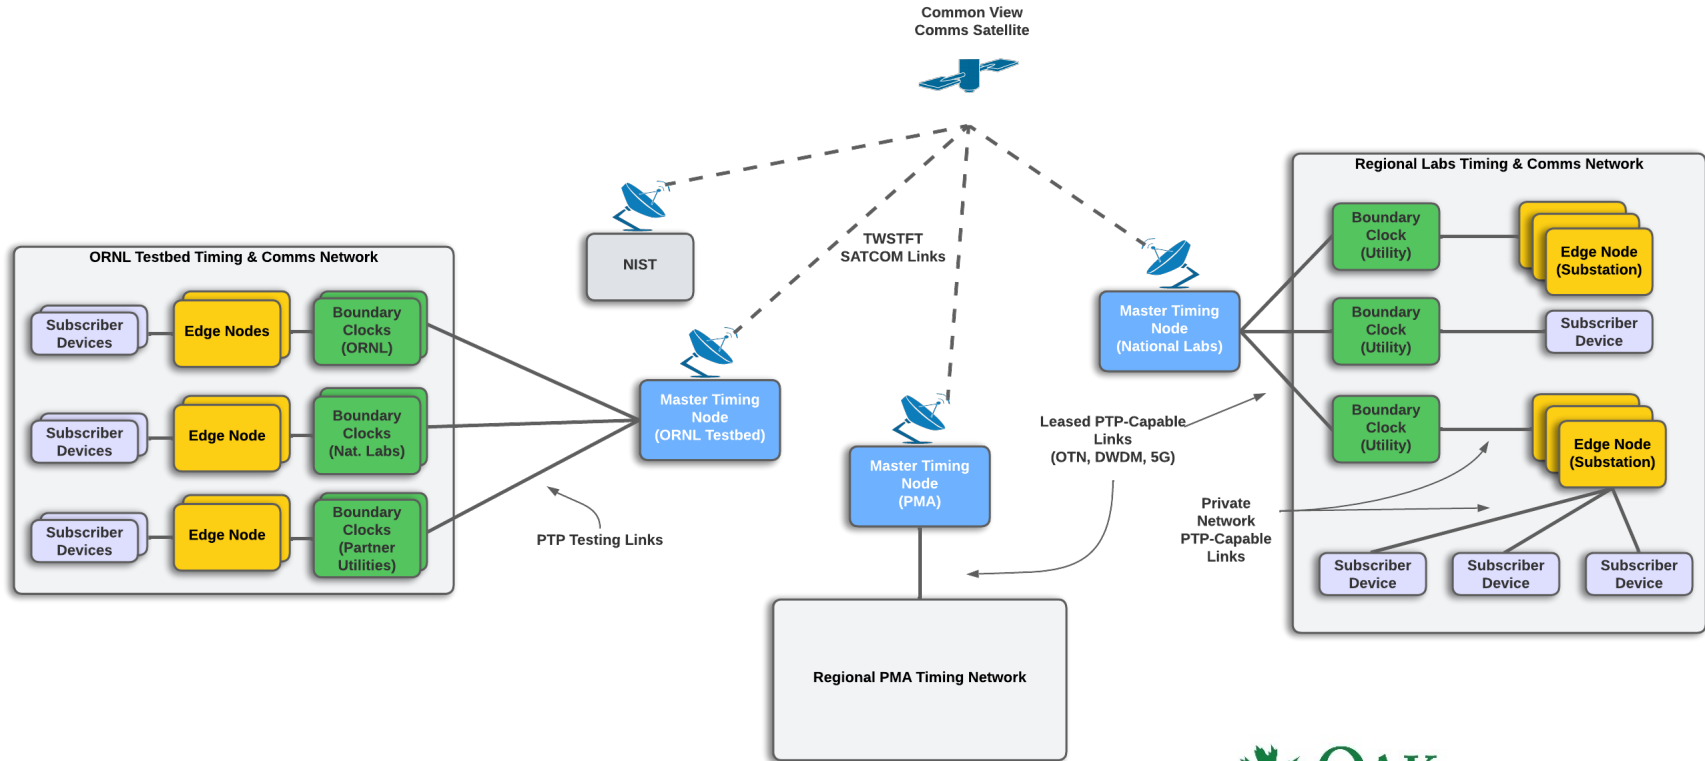 Common View
Comms Satellite
TWSTFT
SATCOM Links
NIST
ORNL Testbed Timing & Comms Network
Subscriber
Devices
Edge Nodes
Boundary
Clocks
(ORNL)
Subscriber
Devices
Edge Node
Boundary
Clocks
(Nat. Labs)
Subscriber
Devices
Edge Node
Boundary
Clocks
(Partner
Utilities)
PTP Testing Links
Master Timing
Node
(ORNL Testbed)
Master Timing
Node
(PMA)
Regional PMA Timing Network
Leased PTP-Capable
Links
(OTN, DWDM, 5G)
Master Timing
Node
(National Labs)
Private
Network
PTP-Capable
Links
Regional Labs Timing & Comms Network
Boundary
Clock
(Utility)
Edge Node
(Substation)
Boundary
Clock
(Utility)
Subscriber
Device
Boundary
Clock
(Utility)
Edge Node
(Substation)
Subscriber
Device
Subscriber
Device
Subscriber
Device
OAK